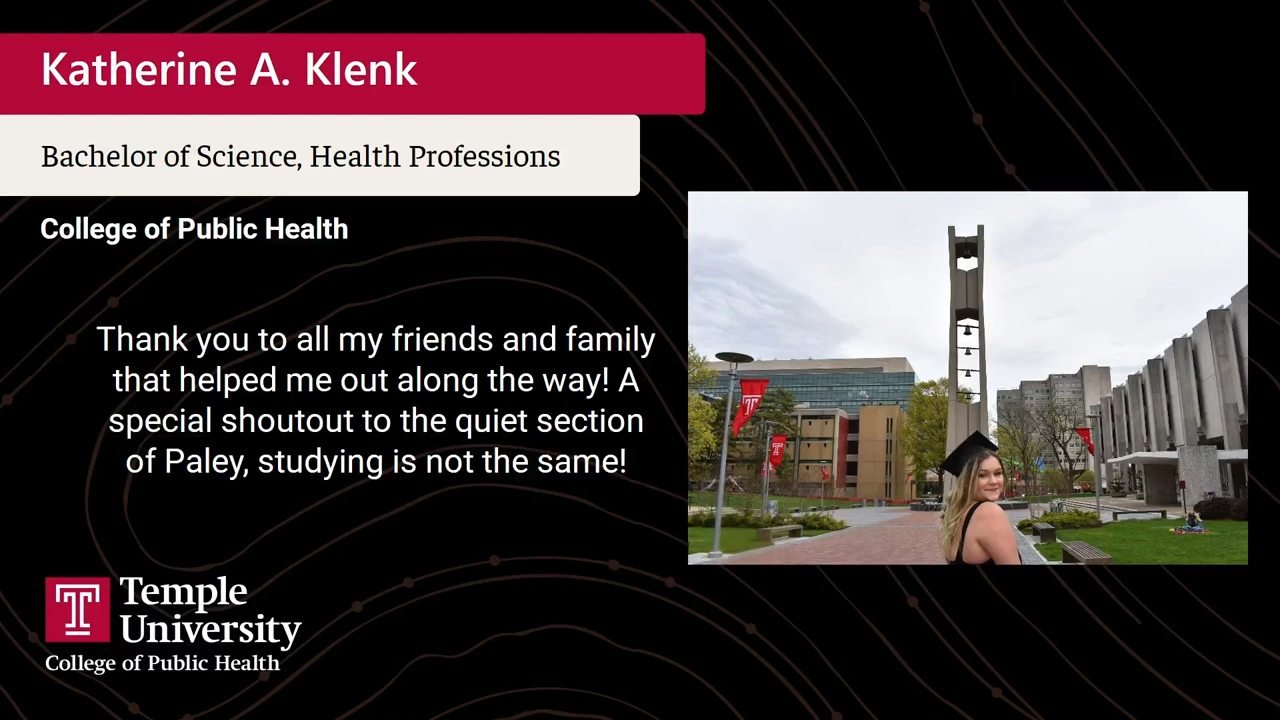 Katherine A. Klenk
Bachelor of Science, Health Professions
College of Public Health
Thank you to all my friends and family
that helped me out along the way! A
special shoutout to the quiet section
of Paley, studying is not the same!
T
Temple
University
College of Public Health
T
T